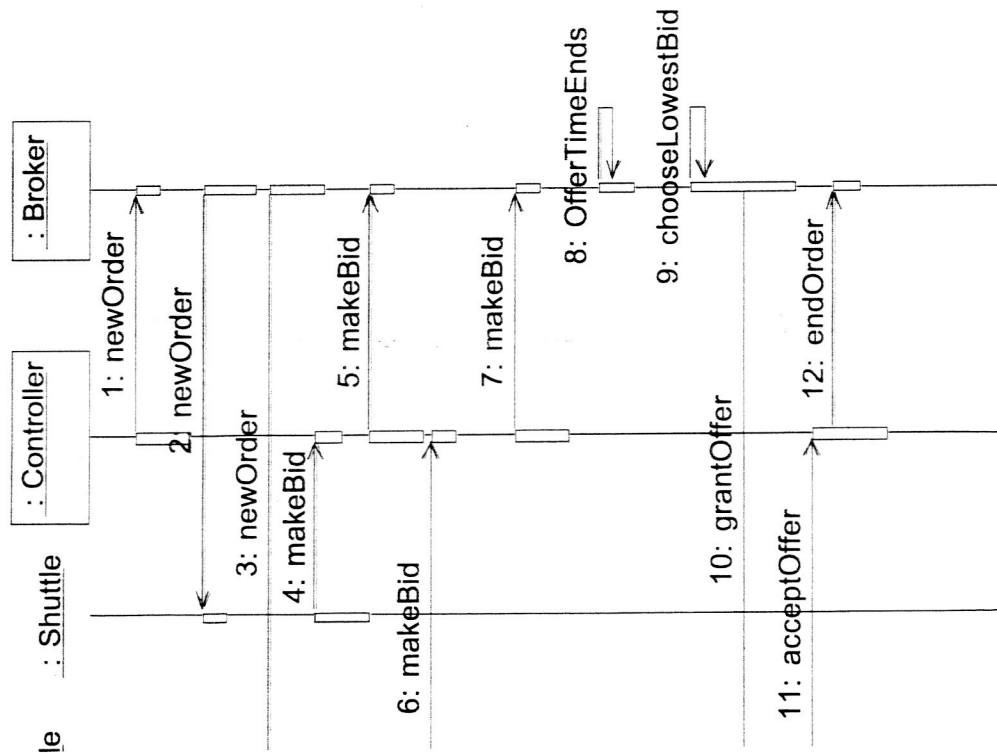 le
: Shuttle
: Controller
: Broker
1: newOrder
2: newOrder
3: newOrder
4: makeBid
5: makeBid
6: makeBid
7: makeBid
8: OfferTimeEnds
9: chooseLowestBid
10: grantOffer
11: acceptOffer
12: endOrder